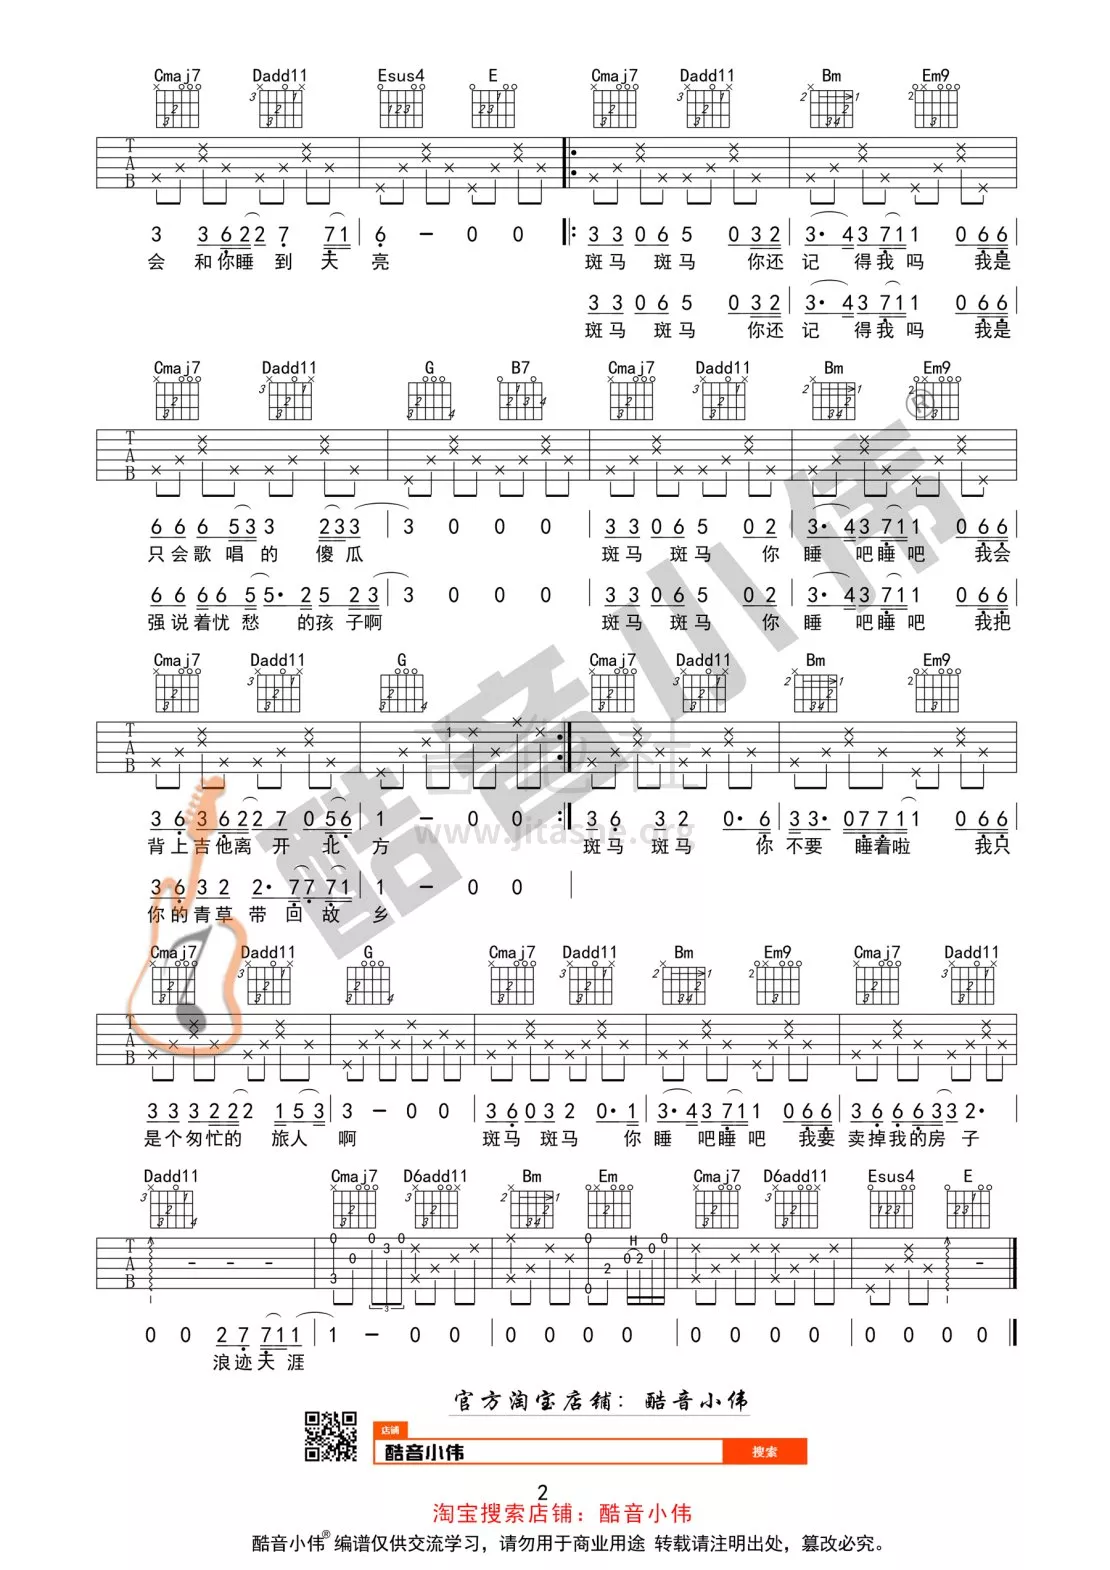 Cmaj7 Dadd11 Esus4 E Cmaj7 Dadd11 Bm Em9
3 3 6 2 2 7 7 1 | 6 - 0 0 |: 3 3 0 6 5 0 3 2 | 3· 4 3 7 1 1 0 6 6 |
会 和你睡 到 天 亮 斑马 斑马 你还 记 得我 吗 我是
3 3 0 6 5 0 3 2 | 3· 4 3 7 1 1 0 6 6 |
斑马 斑马 你还 记 得我 吗 我是
Cmaj7 Dadd11 G B7 Cmaj7 Dadd11 Bm Em9
6 6 6 5 3 3 2 3 3 | 3 0 0 0 | 3 3 0 6 5 0 2 | 3· 4 3 7 1 1 0 6 6 |
只会歌 唱 的 傻 瓜 斑马 斑马 你 睡 吧睡 吧 我会
6 6 6 6 5 5· 2 5 2 3 | 3 0 0 0 | 3 3 0 6 5 0 2 | 3· 4 3 7 1 1 0 6 6 |
强说着忧 愁 的孩 子啊 斑马 斑马 你 睡 吧睡 吧 我把
Cmaj7 Dadd11 G Cmaj7 Dadd11 Bm Em9
3 6 3 6 2 2 7 0 5 6 | 1 - 0 0 :| 3 6 3 2 0· 6 | 3 3· 0 7 7 1 0 6 6 |
背上吉他离 开 北 方 斑马 斑马 你 不要 睡着啦 我只
3 6 3 2 2· 7 7 7 1 | 1 - 0 0 |
你的青草 带 回 故 乡
Cmaj7 Dadd11 G Cmaj7 Dadd11 Bm Em9 Cmaj7 Dadd11
3 3 3 2 2 2 1 5 3 | 3 - 0 0 | 3 6 0 3 2 0· 1 | 3· 4 3 7 1 1 0 6 6 | 3 6 6 6 3 3 2· |
是个匆忙的 旅人 啊 斑马 斑马 你 睡 吧睡 吧 我要 卖掉我的房 子
Dadd11 Cmaj7 D6add11 Bm Em Cmaj7 D6add11 Esus4 E
0 0 2 7 7 1 1 | 1 - 0 0 | 0 0 0 0 | 0 0 0 0 | 0 0 0 0 |
浪迹天 涯
官方淘宝店铺：酷音小伟
店铺
酷音小伟 搜索
2
淘宝搜索店铺：酷音小伟
酷音小伟® 编谱仅供交流学习，请勿用于商业用途 转载请注明出处，篡改必究。
酷音小伟®
www.jitashe.org